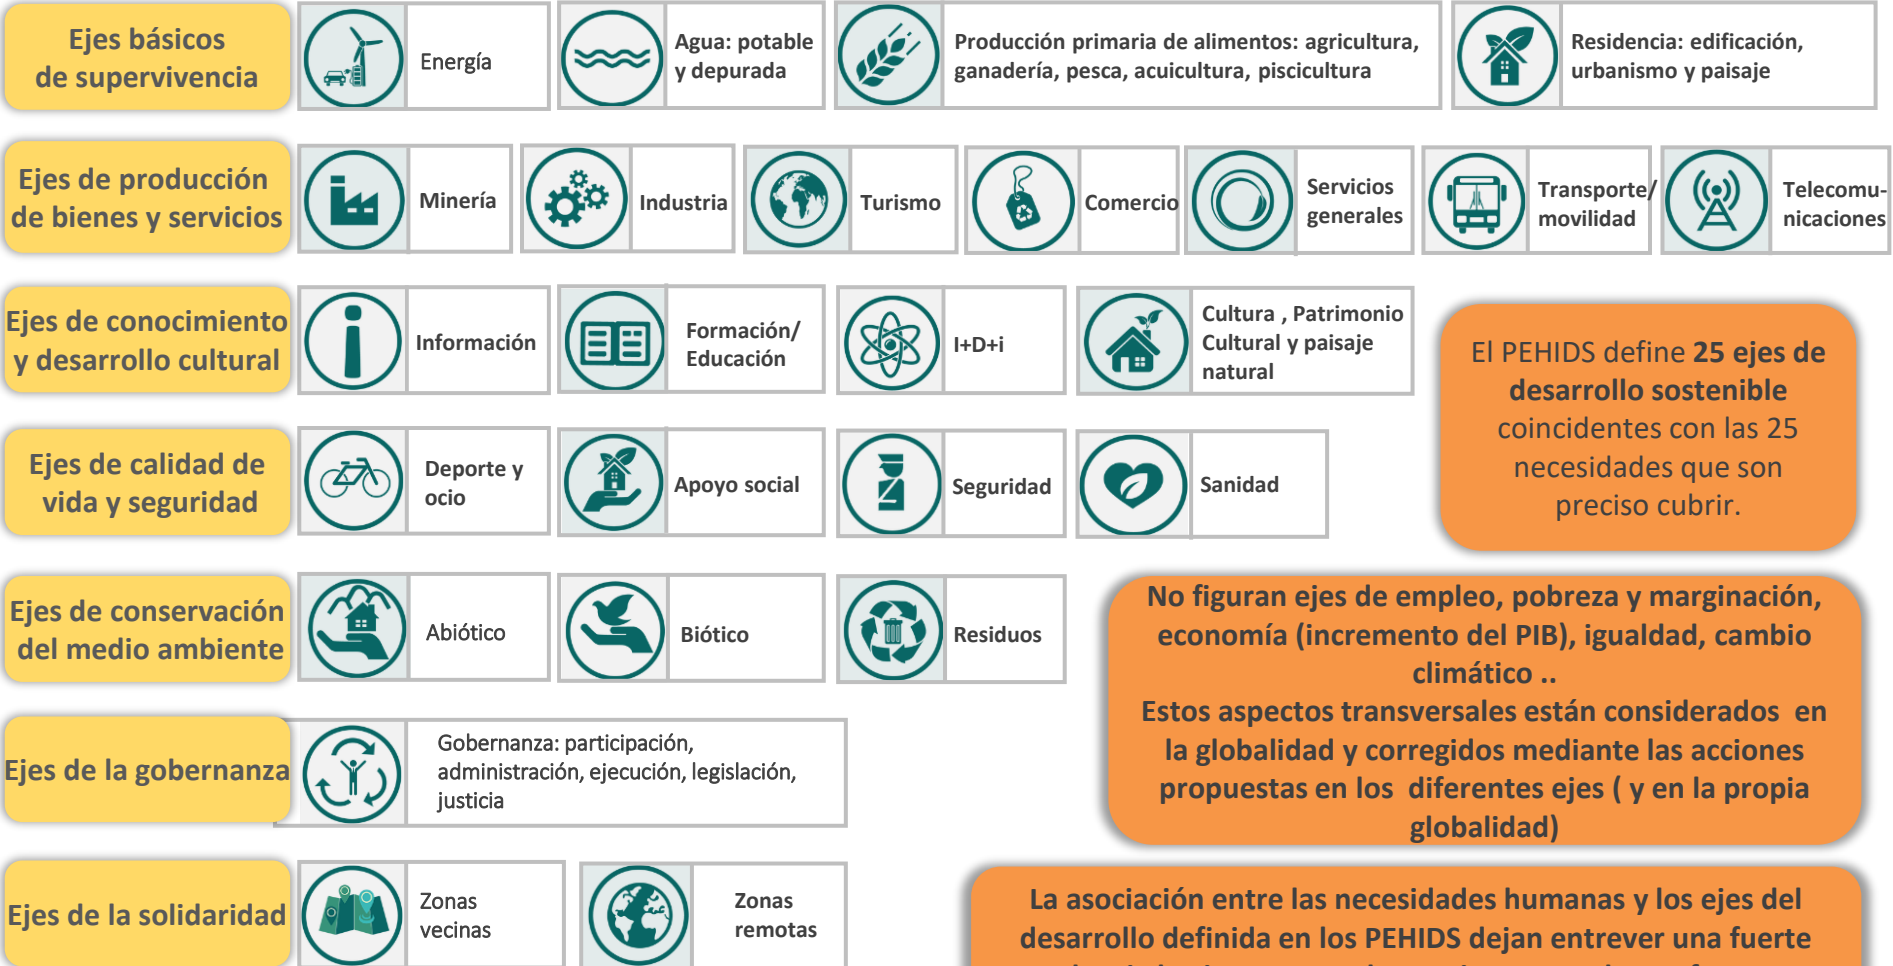 Ejes básicos
de supervivencia
Energía
Agua: potable
y depurada
Producción primaria de alimentos: agricultura,
ganadería, pesca, acuicultura, piscicultura
Residencia: edificación,
urbanismo y paisaje
Ejes de producción
de bienes y servicios
Minería
Industria
Turismo
Comercio
Servicios
generales
Transporte/
movilidad
Telecomu-
nicaciones
Ejes de conocimiento
y desarrollo cultural
Información
Formación/
Educación
I+D+i
Cultura , Patrimonio
Cultural y paisaje
natural
El PEHIDS define 25 ejes de
desarrollo sostenible
coincidentes con las 25
necesidades que son
preciso cubrir.
Ejes de calidad de
vida y seguridad
Deporte y
ocio
Apoyo social
Seguridad
Sanidad
Ejes de conservación
del medio ambiente
Abiótico
Biótico
Residuos
No figuran ejes de empleo, pobreza y marginación,
economía (incremento del PIB), igualdad, cambio
climático ..
Estos aspectos transversales están considerados en
la globalidad y corregidos mediante las acciones
propuestas en los diferentes ejes ( y en la propia
globalidad)
Ejes de la gobernanza
Gobernanza: participación,
administración, ejecución, legislación,
justicia
Ejes de la solidaridad
Zonas
vecinas
Zonas
remotas
La asociación entre las necesidades humanas y los ejes del
desarrollo definida en los PEHIDS dejan entrever una fuerte